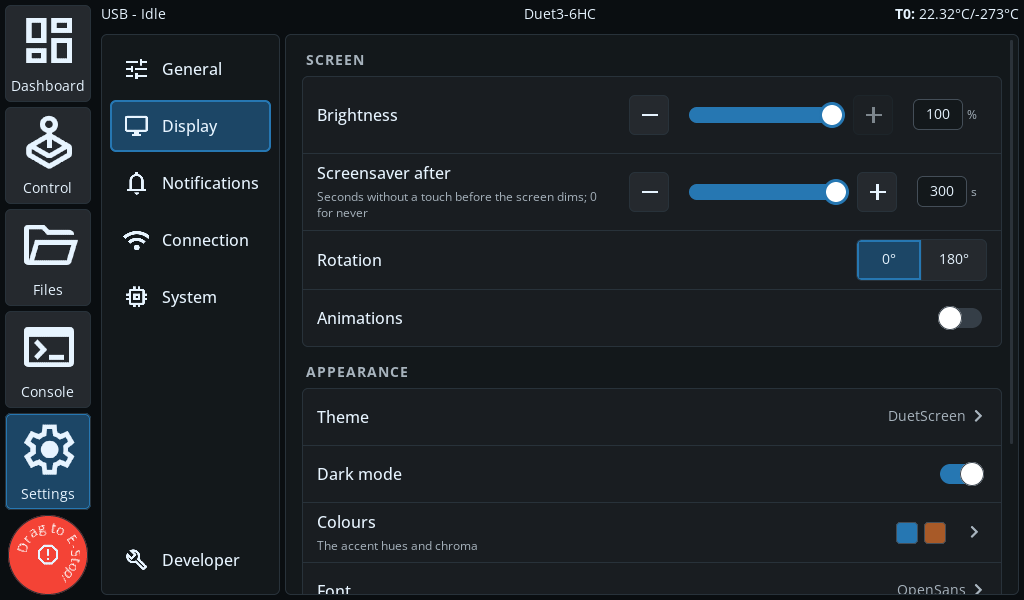 USB - Idle
Duet3-6HC
T0: 22.32°C/-273°C
Dashboard
Control
Files
Console
Settings
Drag to E-Stop!
General
Display
Notifications
Connection
System
Developer
SCREEN
Brightness
100 %
Screensaver after
Seconds without a touch before the screen dims; 0
for never
300 s
Rotation
0°
180°
Animations
APPEARANCE
Theme
DuetScreen
Dark mode
Colours
The accent hues and chroma
Font
OpenSans